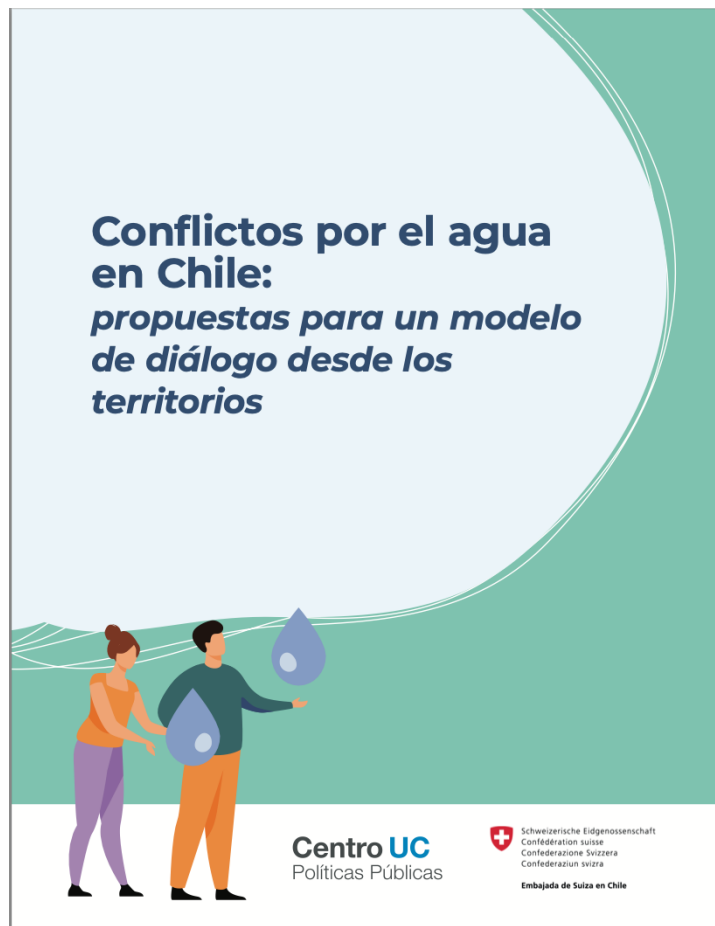 Conflictos por el agua
en Chile:
propuestas para un modelo
de diálogo desde los
territorios
Centro UC
Políticas Públicas
Schweizerische Eidgenossenschaft
Confédération suisse
Confederazione Svizzera
Confederaziun svizra
Embajada de Suiza en Chile